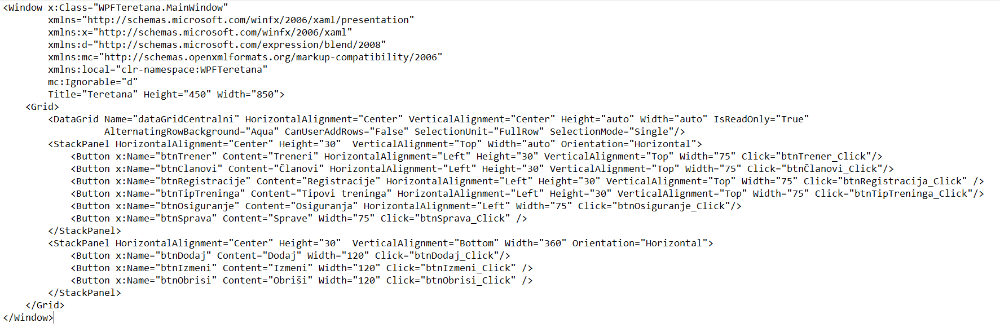 <Window x:Class="WPFTeretana.MainWindow"
        xmlns="http://schemas.microsoft.com/winfx/2006/xaml/presentation"
        xmlns:x="http://schemas.microsoft.com/winfx/2006/xaml"
        xmlns:d="http://schemas.microsoft.com/expression/blend/2008"
        xmlns:mc="http://schemas.openxmlformats.org/markup-compatibility/2006"
        xmlns:local="clr-namespace:WPFTeretana"
        mc:Ignorable="d"
        Title="Teretana" Height="450" Width="850">
    <Grid>
        <DataGrid Name="dataGridCentralni" HorizontalAlignment="Center" VerticalAlignment="Center" Height="auto" Width="auto" IsReadOnly="True"
                  AlternatingRowBackground="Aqua" CanUserAddRows="False" SelectionUnit="FullRow" SelectionMode="Single"/>
        <StackPanel HorizontalAlignment="Center" Height="30"  VerticalAlignment="Top" Width="auto" Orientation="Horizontal">
            <Button x:Name="btnTrener" Content="Treneri" HorizontalAlignment="Left" Height="30" VerticalAlignment="Top" Width="75" Click="btnTrener_Click"/>
            <Button x:Name="btnClanovi" Content="Članovi" HorizontalAlignment="Left" Height="30" VerticalAlignment="Top" Width="75" Click="btnČlanovi_Click"/>
            <Button x:Name="btnRegistracije" Content="Registracije" HorizontalAlignment="Left" Height="30" VerticalAlignment="Top" Width="75" Click="btnRegistracija_Click" />
            <Button x:Name="btnTipTreninga" Content="Tipovi treninga" HorizontalAlignment="Left" Height="30" VerticalAlignment="Top" Width="75" Click="btnTipTreninga_Click"/>
            <Button x:Name="btnOsiguranje" Content="Osiguranja" HorizontalAlignment="Left" Width="75" Click="btnOsiguranje_Click"/>
            <Button x:Name="btnSprava" Content="Sprave" Width="75" Click="btnSprava_Click" />
        </StackPanel>
        <StackPanel HorizontalAlignment="Center" Height="30"  VerticalAlignment="Bottom" Width="360" Orientation="Horizontal">
            <Button x:Name="btnDodaj" Content="Dodaj" Width="120" Click="btnDodaj_Click"/>
            <Button x:Name="btnIzmeni" Content="Izmeni" Width="120" Click="btnIzmeni_Click" />
            <Button x:Name="btnObrisi" Content="Obriši" Width="120" Click="btnObrisi_Click" />
        </StackPanel>
    </Grid>
</Window>